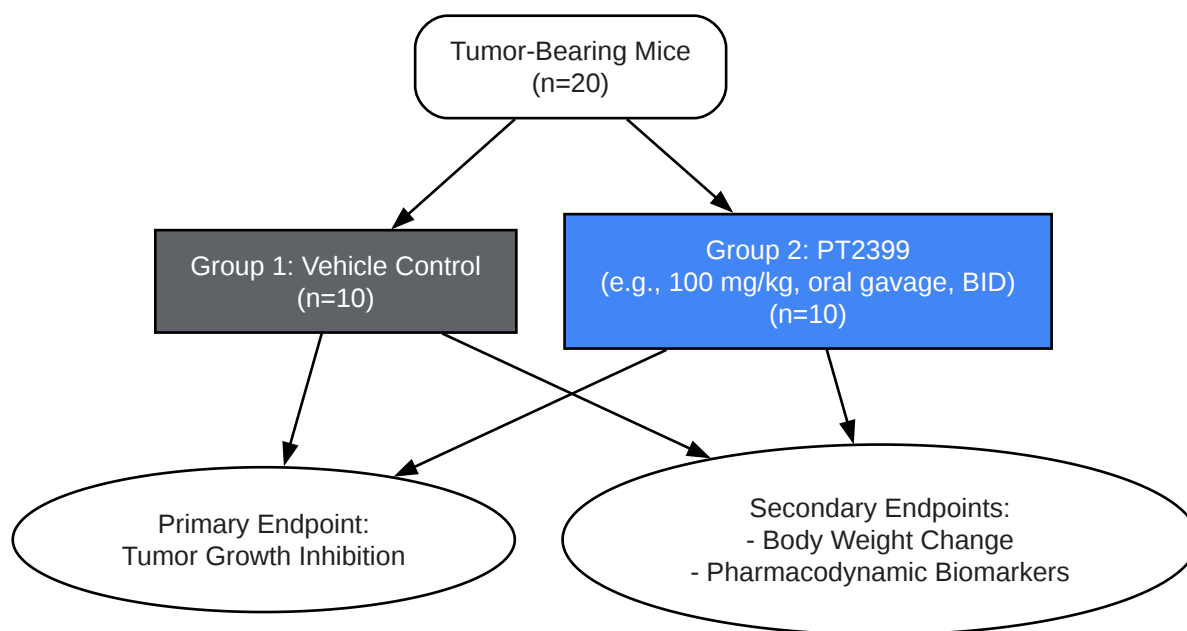 Tumor-Bearing Mice
(n=20)
Group 1: Vehicle Control
(n=10)
Group 2: PT2399
(e.g., 100 mg/kg, oral gavage, BID)
(n=10)
Primary Endpoint:
Tumor Growth Inhibition
Secondary Endpoints:
- Body Weight Change
- Pharmacodynamic Biomarkers